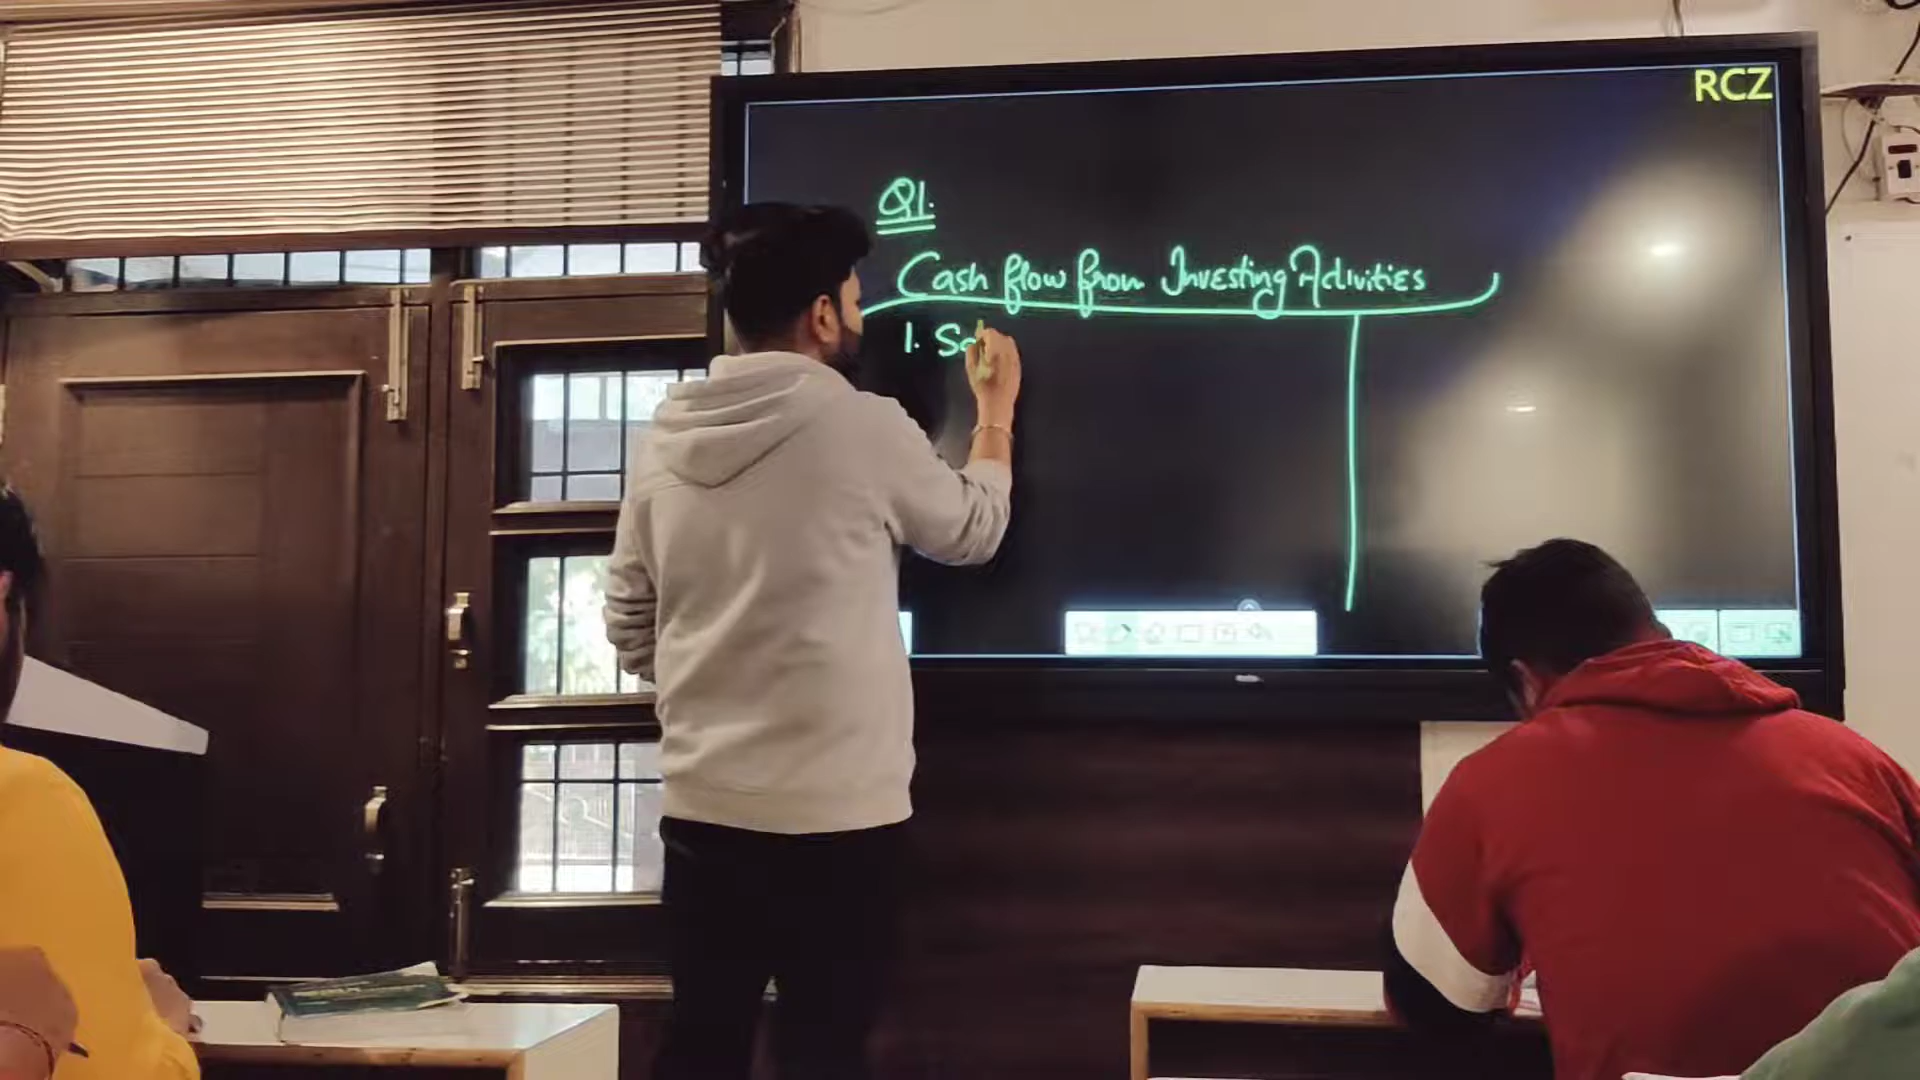 RCZ
Q1.
Cash flow from Investing Activities
1. Sa